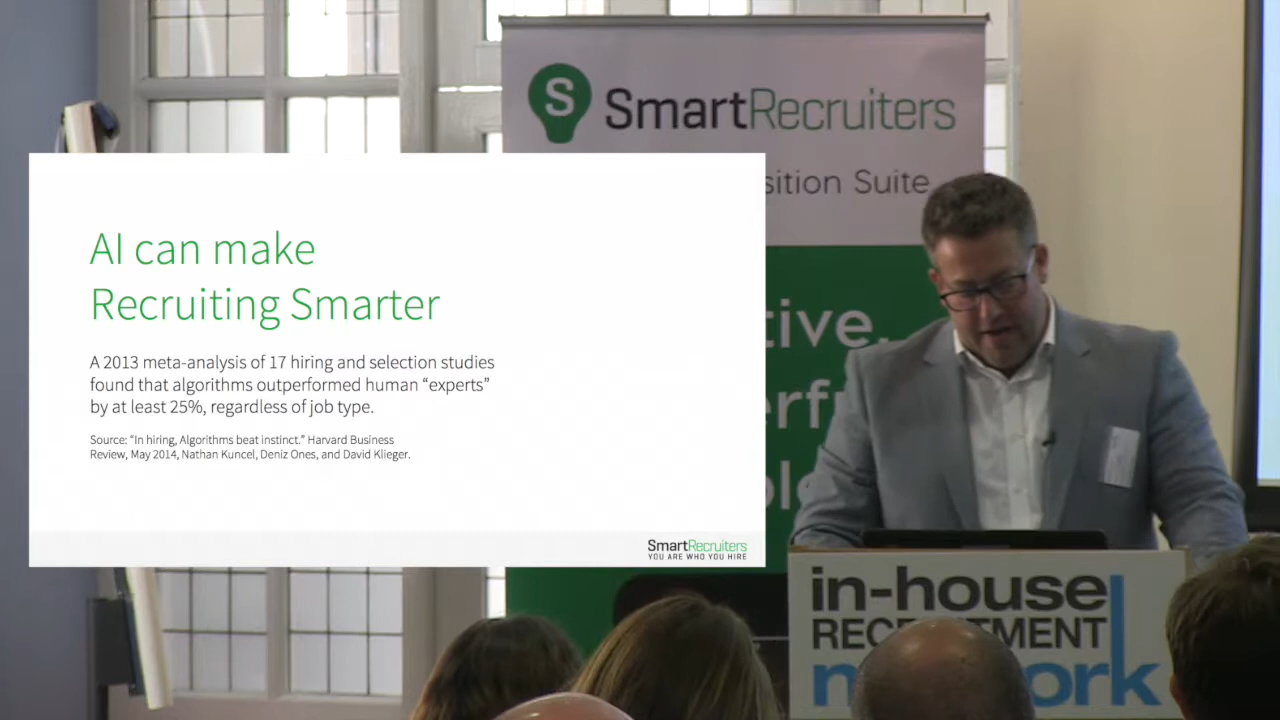 S SmartRecruiters
sition Suite
tive.
AI can make
Recruiting Smarter
A 2013 meta-analysis of 17 hiring and selection studies
found that algorithms outperformed human “experts”
by at least 25%, regardless of job type.
Source: “In hiring, Algorithms beat instinct.” Harvard Business
Review, May 2014, Nathan Kuncel, Deniz Ones, and David Klieger.
SmartRecruiters
YOU ARE WHO YOU HIRE
in-house